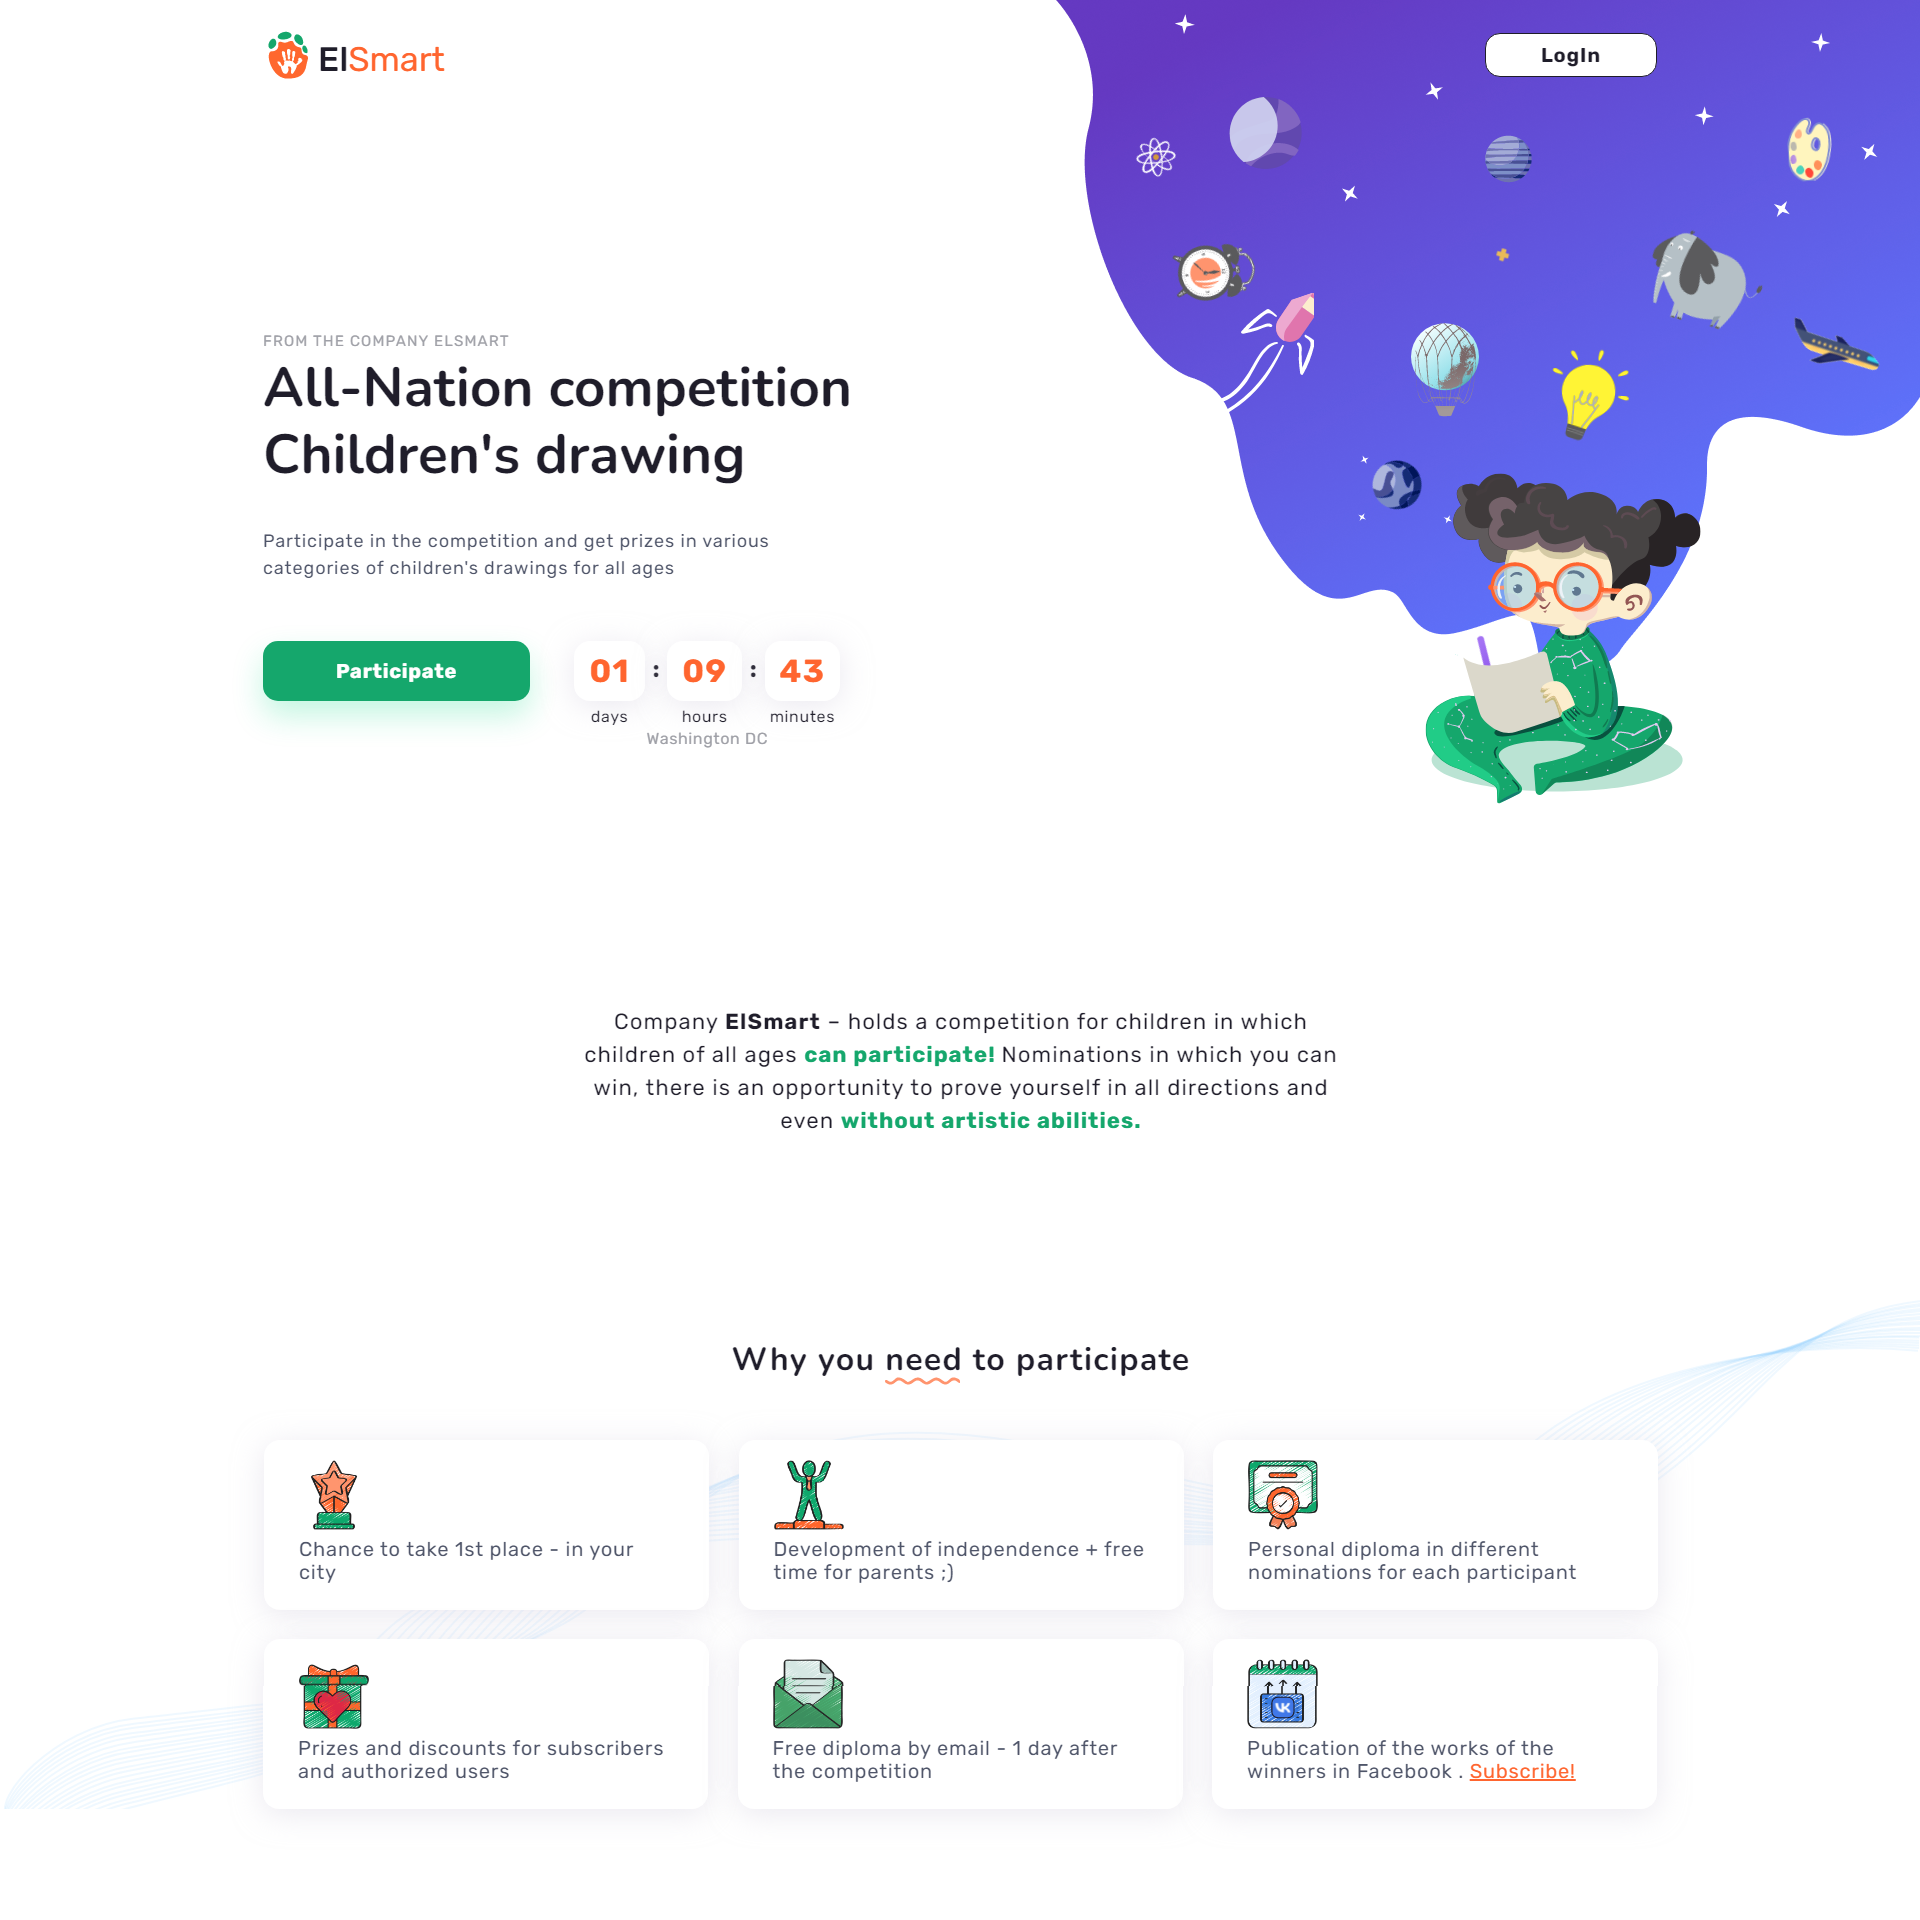 ElSmart
LogIn
FROM THE COMPANY ELSMART
All-Nation competition
Children's drawing
Participate in the competition and get prizes in various
categories of children's drawings for all ages
Participate
01 : 09 : 43
days hours minutes
Washington DC
Company ElSmart – holds a competition for children in which
children of all ages can participate! Nominations in which you can
win, there is an opportunity to prove yourself in all directions and
even without artistic abilities.
Why you need to participate
Chance to take 1st place - in your
city
Development of independence + free
time for parents ;)
Personal diploma in different
nominations for each participant
Prizes and discounts for subscribers
and authorized users
Free diploma by email - 1 day after
the competition
VK
Publication of the works of the
winners in Facebook . Subscribe!